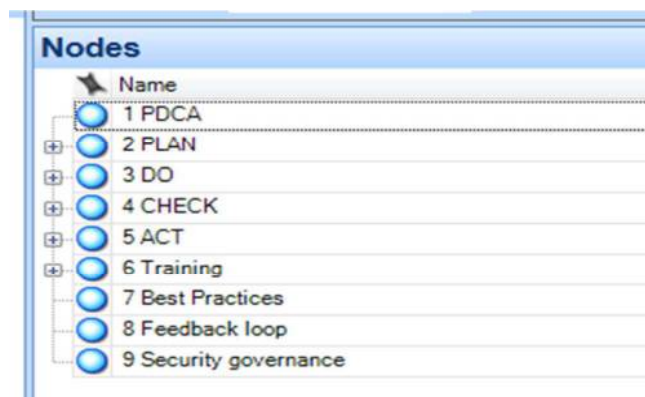 Nodes
Name
1 PDCA
2 PLAN
3 DO
4 CHECK
5 ACT
6 Training
7 Best Practices
8 Feedback loop
9 Security governance